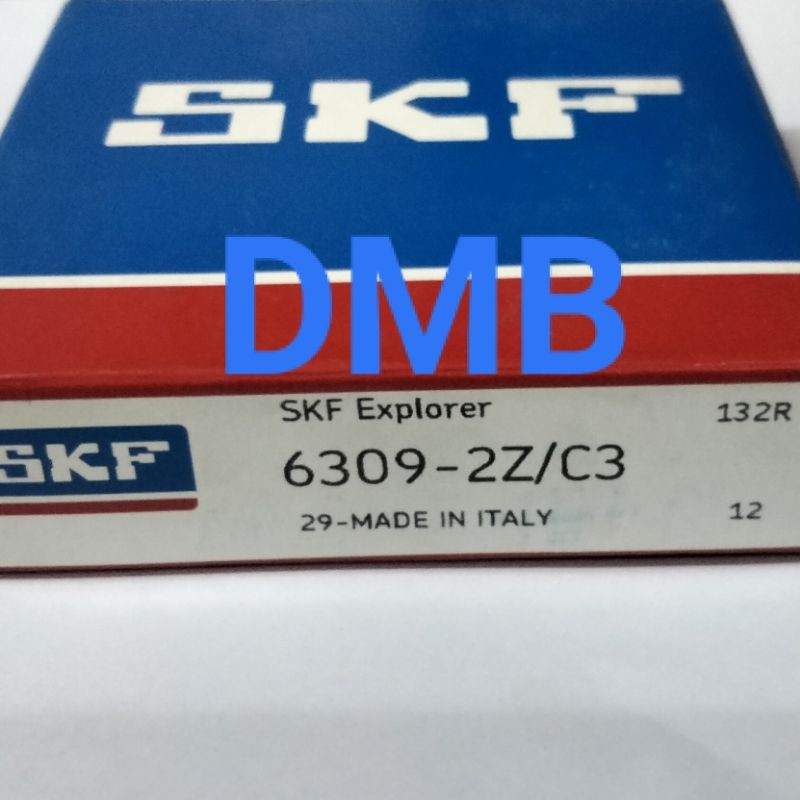 SKF
DMB
SKF Explorer
132R
SKF
6309-2Z/C3
29-MADE IN ITALY
12